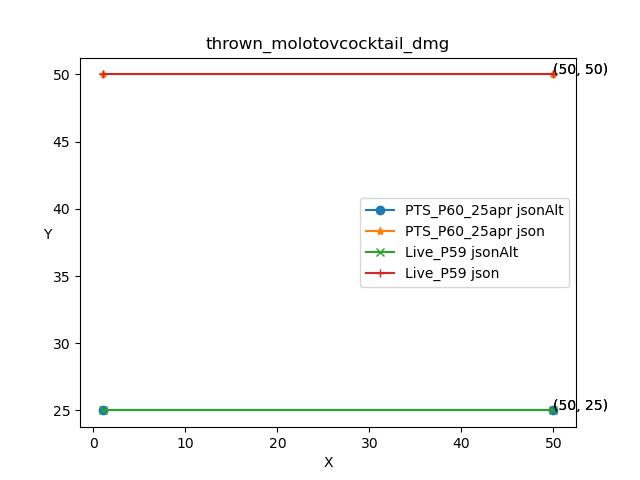 thrown_molotovcocktail_dmg
(50, 50)
50
45
40
Y
35
30
25
PTS_P60_25apr jsonAlt
PTS_P60_25apr json
Live_P59 jsonAlt
Live_P59 json
(50, 25)
0 10 20 30 40 50
X